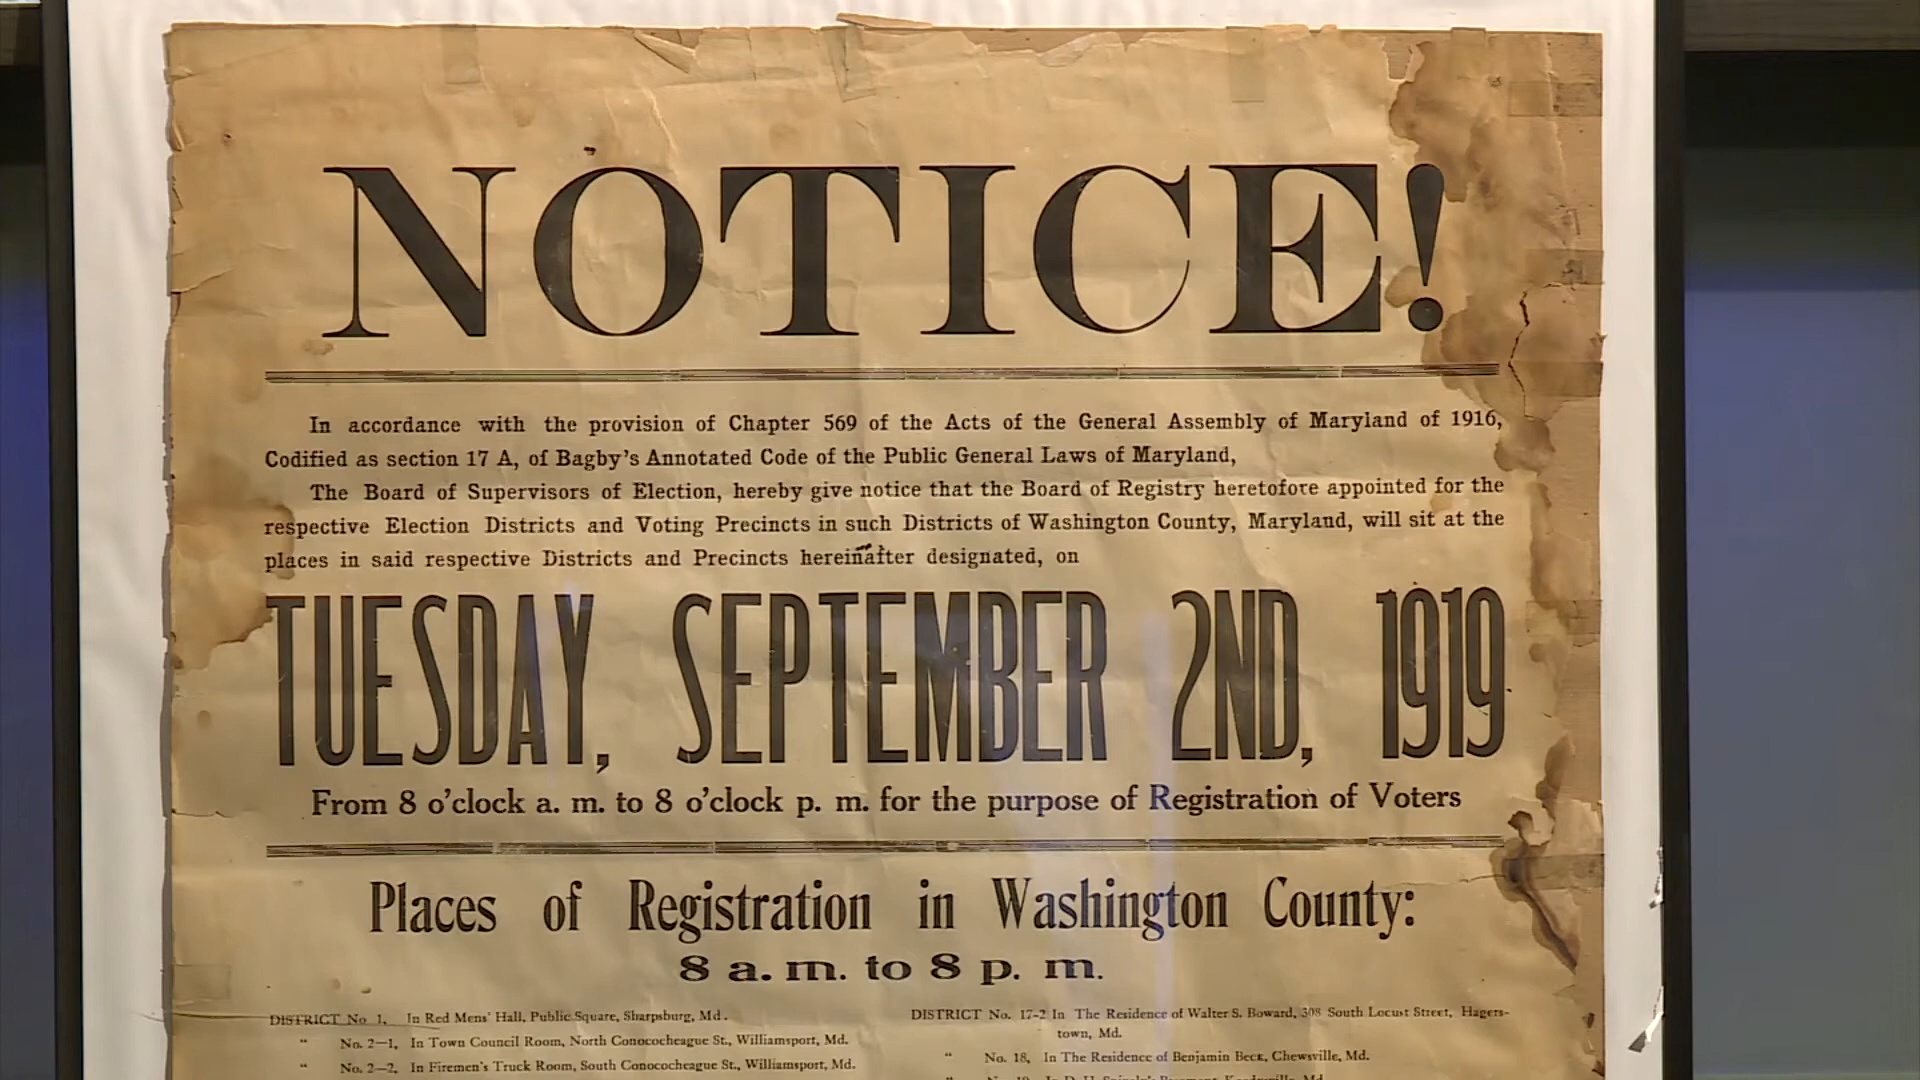 NOTICE!
In accordance with the provision of Chapter 569 of the Acts of the General Assembly of Maryland of 1916,
Codified as section 17 A, of Bagby's Annotated Code of the Public General Laws of Maryland,
The Board of Supervisors of Election, hereby give notice that the Board of Registry heretofore appointed for the
respective Election Districts and Voting Precincts in such Districts of Washington County, Maryland, will sit at the
places in said respective Districts and Precincts hereinafter designated, on
TUESDAY, SEPTEMBER 2ND, 1919
From 8 o'clock a. m. to 8 o'clock p. m. for the purpose of Registration of Voters
Places of Registration in Washington County:
8 a. m. to 8 p. m.
DISTRICT No 1, In Red Mens' Hall, Public Square, Sharpsburg, Md.
" No. 2—1, In Town Council Room, North Conococheague St., Williamsport, Md.
" No. 2—2, In Firemen's Truck Room, South Conococheague St., Williamsport, Md.
DISTRICT No. 17-2 In The Residence of Walter S. Boward, 308 South Locust Street, Hagers-
town, Md.
" No. 18, In The Residence of Benjamin Beck, Chewsville, Md.